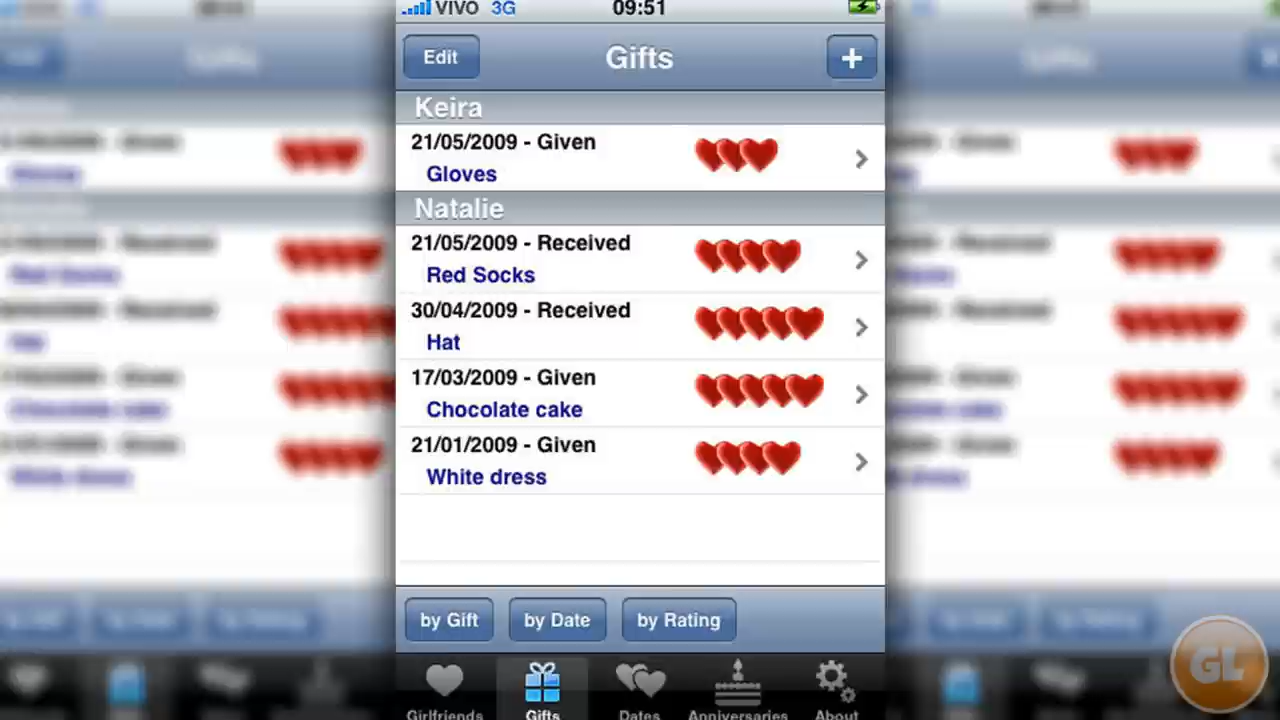 VIVO 3G 09:51
Edit Gifts +
Keira
21/05/2009 - Given
Gloves
Natalie
21/05/2009 - Received
Red Socks
30/04/2009 - Received
Hat
17/03/2009 - Given
Chocolate cake
21/01/2009 - Given
White dress
by Gift by Date by Rating
Girlfriends Gifts Dates Anniversaries About
GL